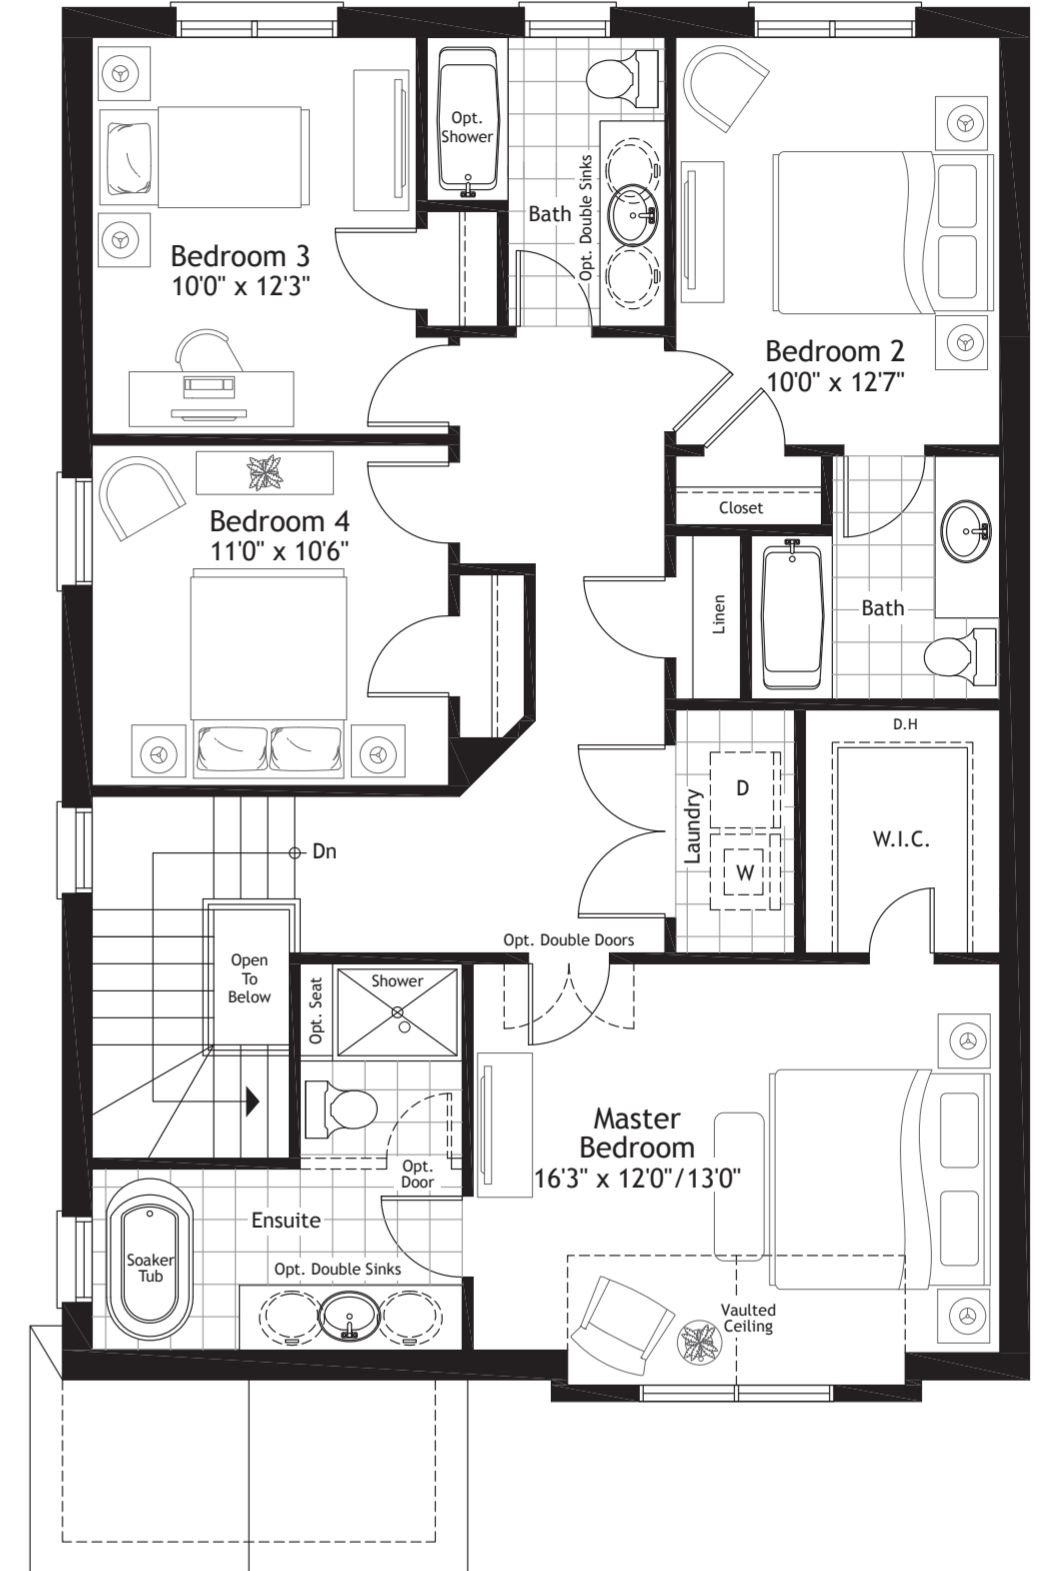 Opt.
Shower
Bath
Opt. Double Sinks
Bedroom 3
10'0" x 12'3"
Bedroom 2
10'0" x 12'7"
Bedroom 4
11'0" x 10'6"
Closet
Linen
Bath
D.H
Laundry
D
W
W.I.C.
Dn
Opt. Double Doors
Open
To
Below
Opt. Seat
Shower
Master
Bedroom
16'3" x 12'0"/13'0"
Opt.
Door
Ensuite
Soaker
Tub
Opt. Double Sinks
Vaulted
Ceiling